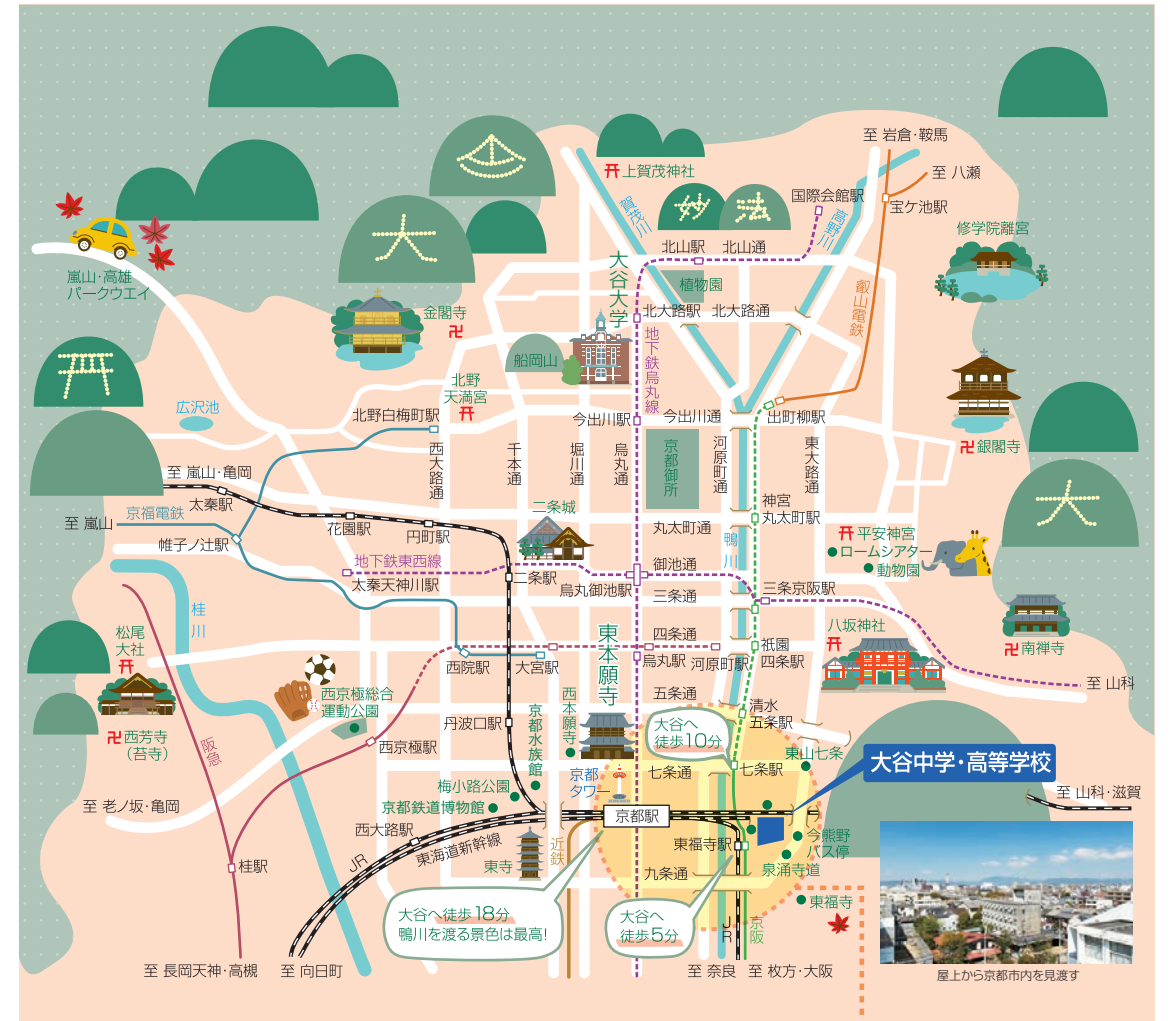 至 岩倉・鞍馬
上賀茂神社
至 八瀬
国際会館駅
宝ケ池駅
妙
法
賀茂川
高野川
修学院離宮
北山駅
北山通
大
大谷大学
嵐山・高雄
パークウエイ
植物園
叡山電鉄
金閣寺
北大路駅
北大路通
地下鉄烏丸線
船岡山
北野
天満宮
広沢池
北野白梅町駅
今出川駅
今出川通
出町柳駅
西大路通
千本通
堀川通
烏丸通
京都御所
河原町通
東大路通
銀閣寺
至 嵐山・亀岡
太秦駅
大
神宮
丸太町駅
二条城
京福電鉄
至 嵐山
花園駅
円町駅
丸太町通
平安神宮
帷子ノ辻駅
鴨川
ロームシアター
地下鉄東西線
御池通
動物園
太秦天神川駅
二条駅
烏丸御池駅
三条京阪駅
三条通
桂川
松尾
大社
東本願寺
四条通
祇園
四条駅
八坂神社
南禅寺
西院駅
大宮駅
烏丸駅
河原町駅
至 山科
西京極総合
運動公園
五条通
清水
五条駅
西本願寺
京都水族館
丹波口駅
大谷へ
徒歩10分
西芳寺
(苔寺)
阪急
西京極駅
東山七条
大谷中学・高等学校
七条通
七条駅
京都
タワー
梅小路公園
至 老ノ坂・亀岡
京都鉄道博物館
至 山科・滋賀
京都駅
西大路駅
東海道新幹線
JR
東福寺駅
今熊野
バス停
東寺
近鉄
桂駅
九条通
泉涌寺道
東福寺
大谷へ徒歩18分
鴨川を渡る景色は最高!
大谷へ
徒歩5分
JR
京阪
至 長岡天神・高槻
至 向日町
至 奈良
至 枚方・大阪
屋上から京都市内を見渡す